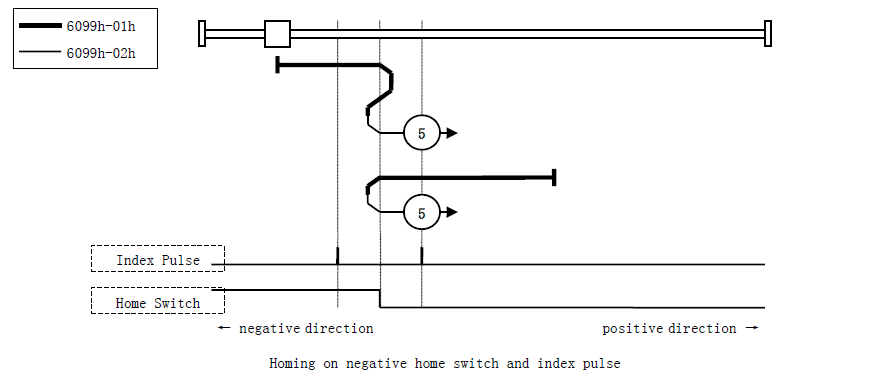 6099h-01h
6099h-02h
5
5
Index Pulse
Home Switch
← negative direction
positive direction →
Homing on negative home switch and index pulse